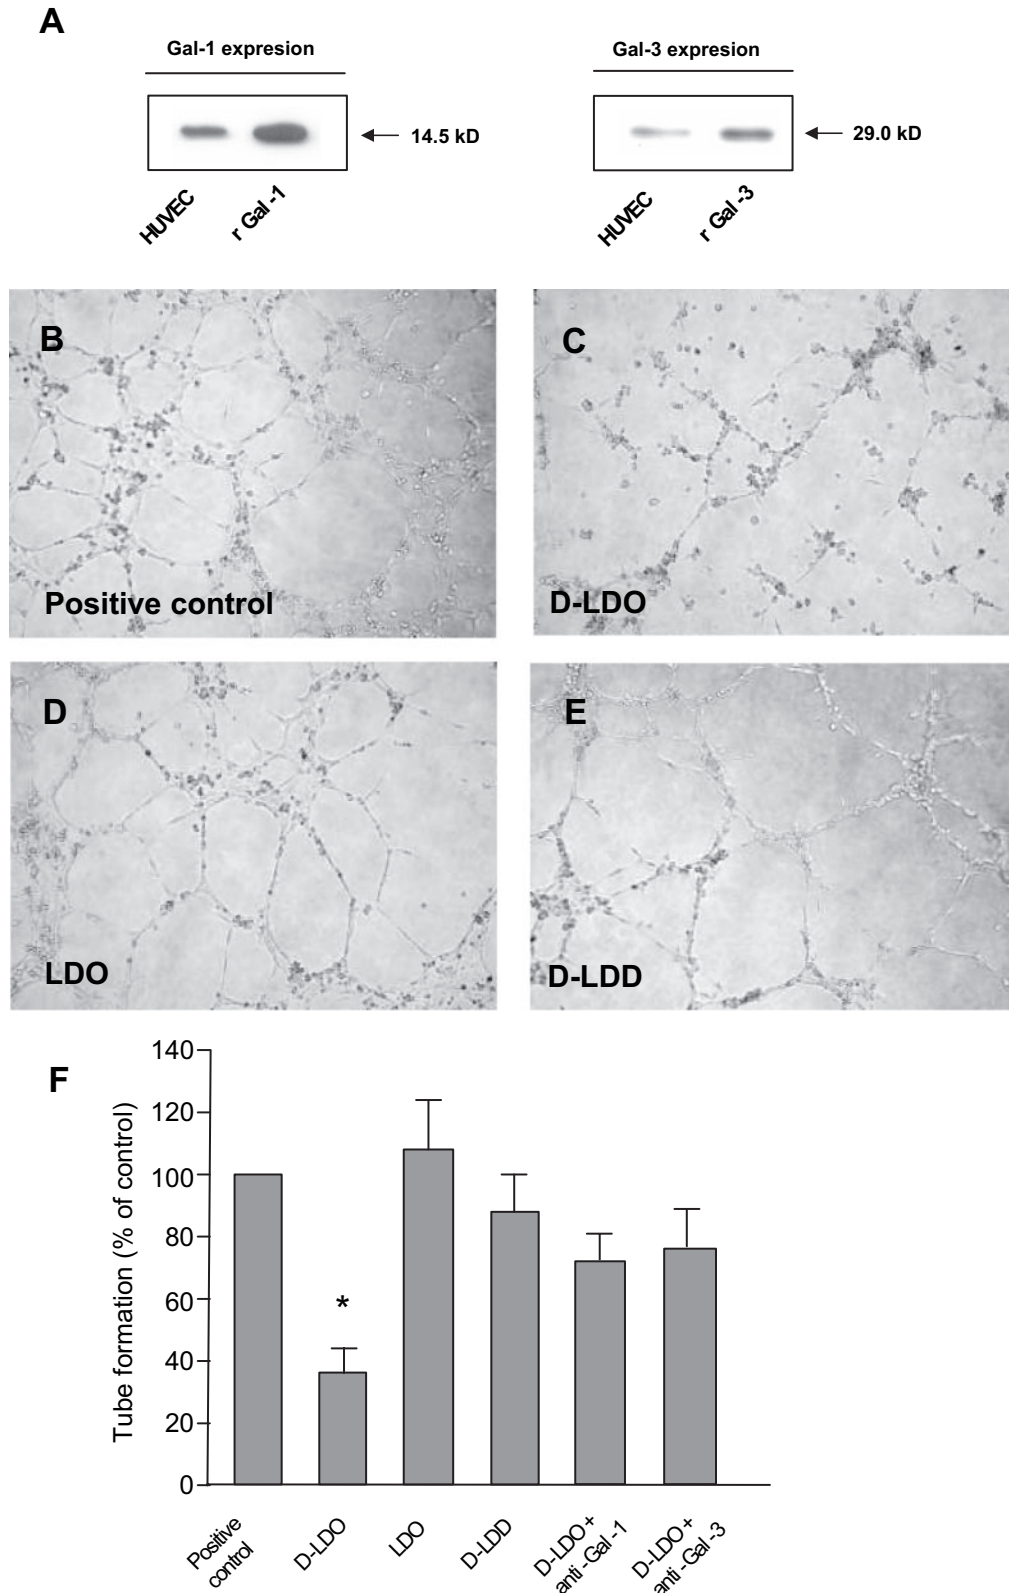 A
Gal-1 expresion
Gal-3 expresion
14.5 kD
29.0 kD
HUVEC
r Gal -1
HUVEC
r Gal -3
B
Positive control
C
D-LDO
D
LDO
E
D-LDD
F
Tube formation (% of control)
140
120
100
80
60
40
20
0
*
Positive
control
D-LDO
LDO
D-LDD
D-LDO +
anti -Gal -1
D-LDO +
anti -Gal -3